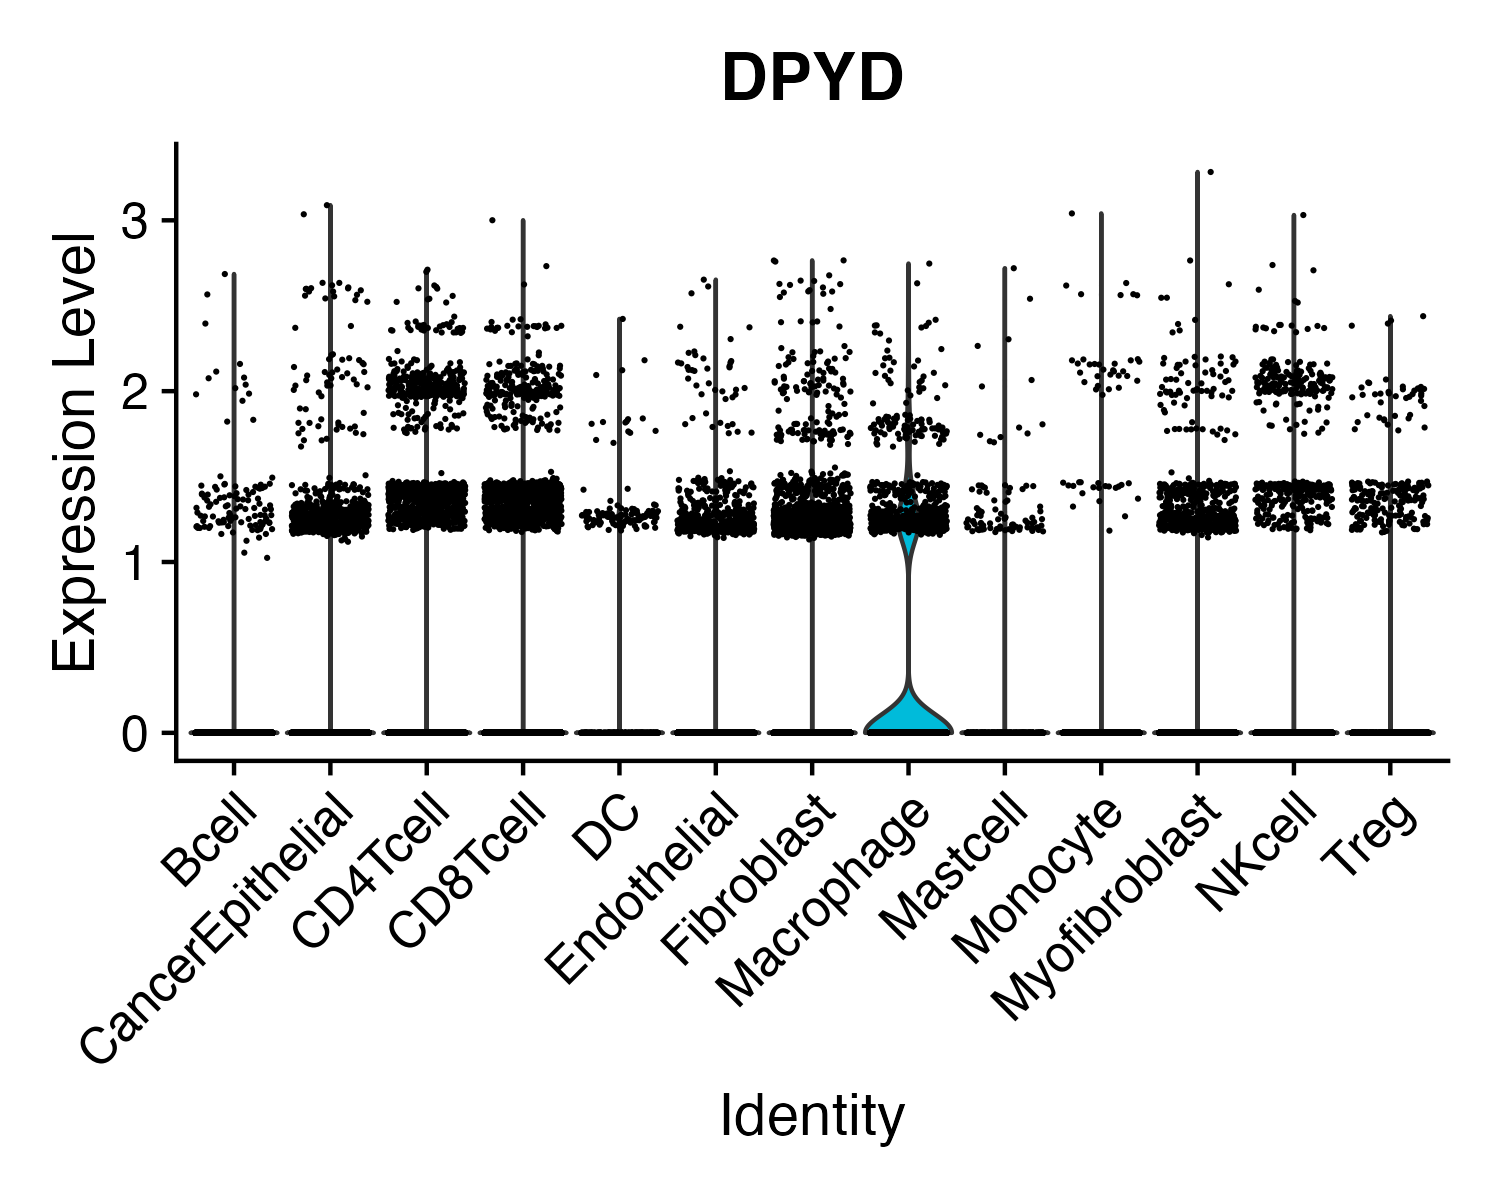 DPYD
Expression Level
3
2
1
0
Bcell
CancerEpithelial
CD4Tcell
CD8Tcell
DC
Endothelial
Fibroblast
Macrophage
Mastcell
Monocyte
Myofibroblast
NKcell
Treg
Identity